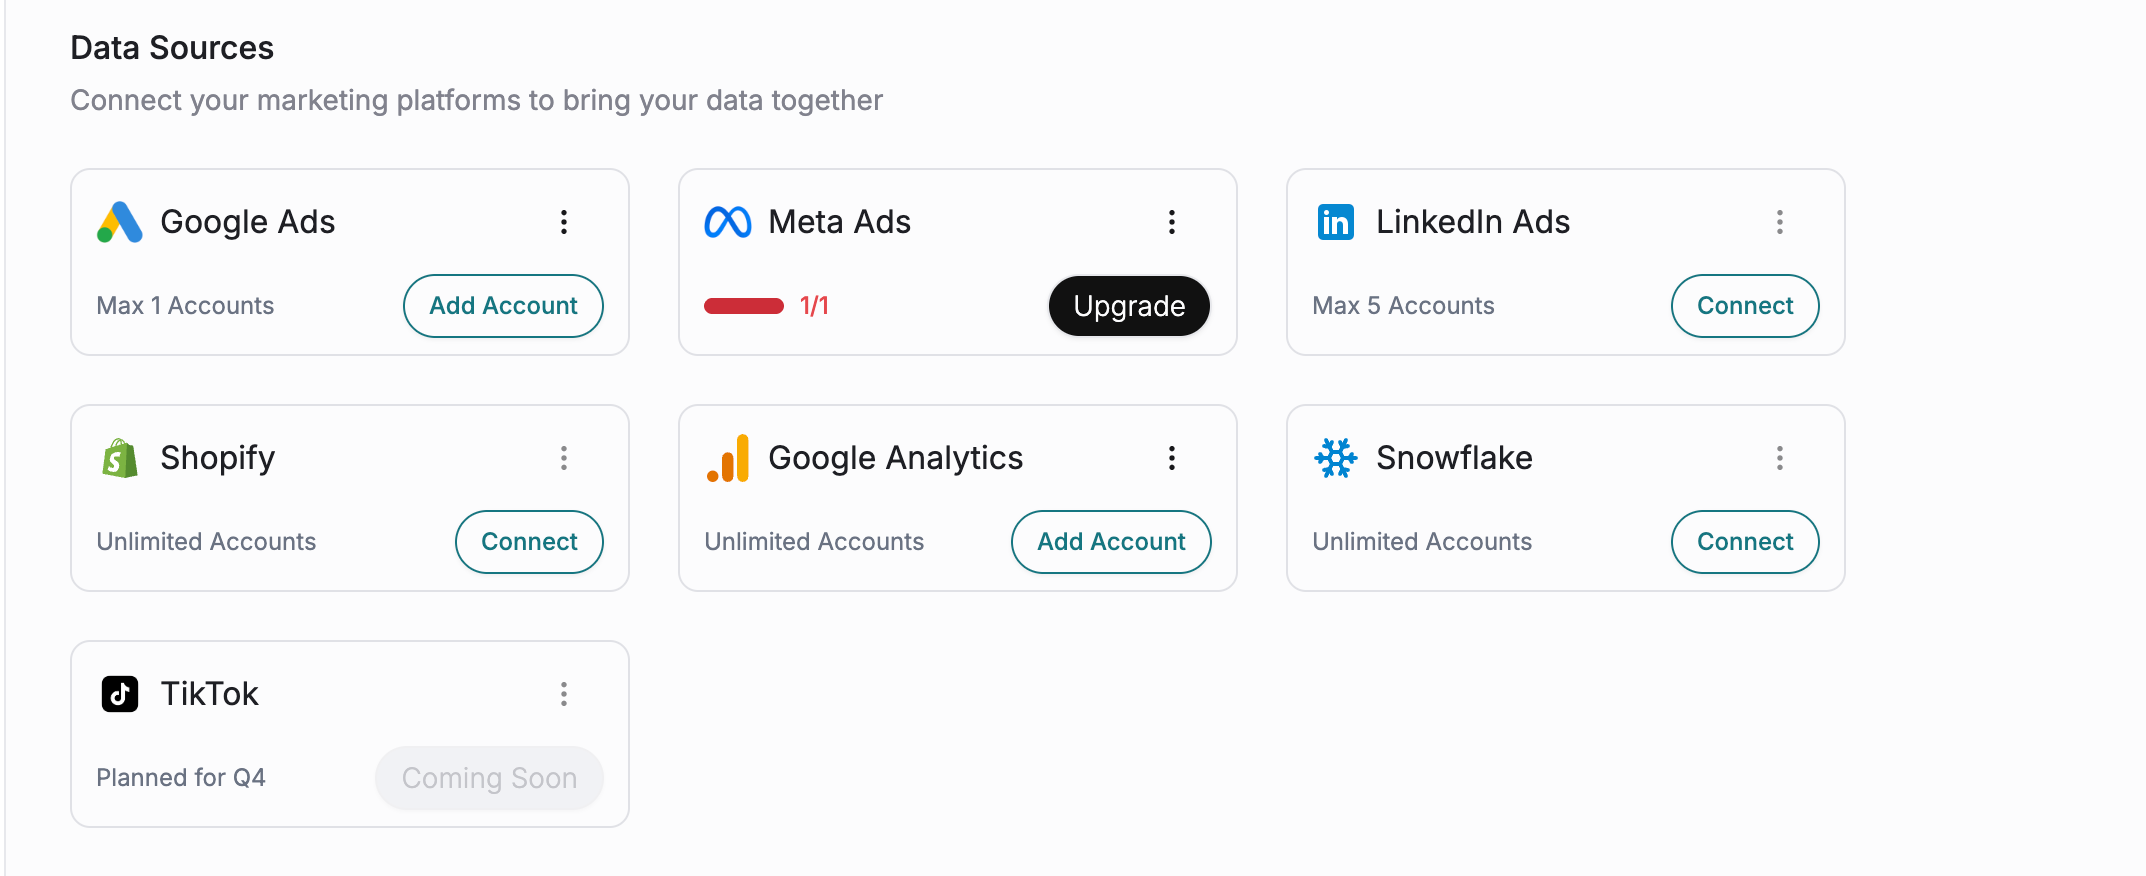 Data Sources
Connect your marketing platforms to bring your data together
Google Ads
Max 1 Accounts
Add Account
Meta Ads
1/1
Upgrade
in
LinkedIn Ads
Max 5 Accounts
Connect
S
Shopify
Unlimited Accounts
Connect
Google Analytics
Unlimited Accounts
Add Account
Snowflake
Unlimited Accounts
Connect
TikTok
Planned for Q4
Coming Soon